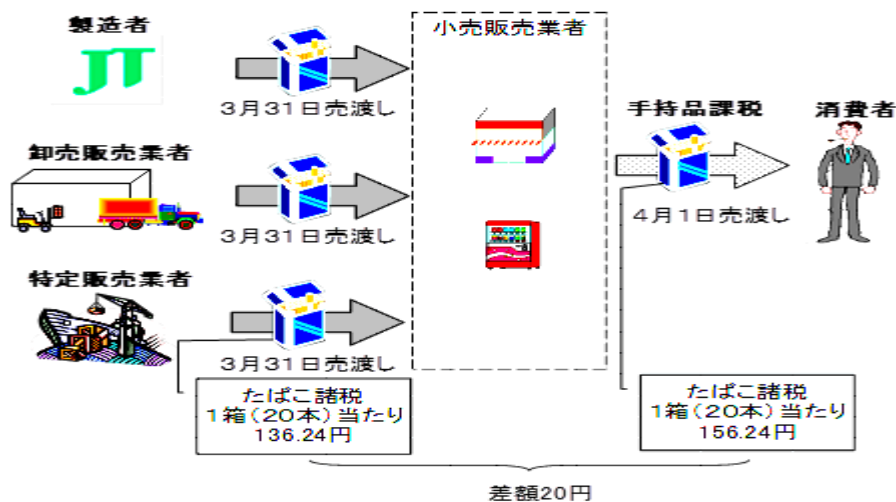 製造者
JT
3月31日売渡し
卸売販売業者
3月31日売渡し
特定販売業者
3月31日売渡し
小売販売業者
手持品課税
4月1日売渡し
消費者
たばこ諸税
1箱(20本)当たり
136.24円
たばこ諸税
1箱(20本)当たり
156.24円
差額20円